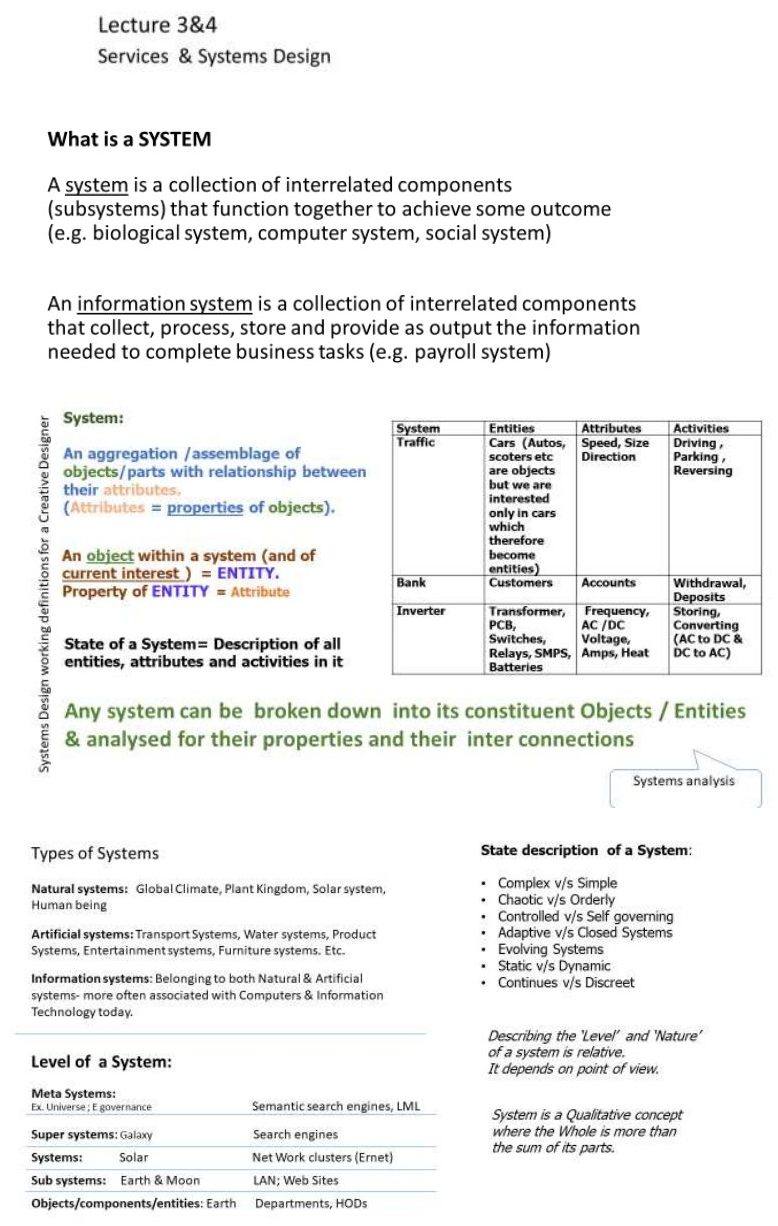 Lecture 3&4
Services & Systems Design
What is a SYSTEM
A system is a collection of interrelated components
(subsystems) that function together to achieve some outcome
(e.g. biological system, computer system, social system)
An information system is a collection of interrelated components
that collect, process, store and provide as output the information
needed to complete business tasks (e.g. payroll system)
Systems Design working definitions for a Creative Designer
System:
An aggregation /assemblage of
objects/parts with relationship between
their attributes.
(Attributes = properties of objects).
An object within a system (and of
current interest ) = ENTITY.
Property of ENTITY = Attribute
State of a System= Description of all
entities, attributes and activities in it
System Entities Attributes Activities
Traffic Cars (Autos, Speed, Size Driving ,
scoters etc Direction Parking ,
are objects Reversing
but we are
interested
only in cars
which
therefore
become
entities)
Bank Customers Accounts Withdrawal,
Deposits
Inverter Transformer, Frequency, Storing,
PCB, AC /DC Converting
Switches, Voltage, (AC to DC &
Relays, SMPS, Amps, Heat DC to AC)
Batteries
Any system can be broken down into its constituent Objects / Entities
& analysed for their properties and their inter connections
Systems analysis
Types of Systems
Natural systems: Global Climate, Plant Kingdom, Solar system,
Human being
Artificial systems: Transport Systems, Water systems, Product
Systems, Entertainment systems, Furniture systems. Etc.
Information systems: Belonging to both Natural & Artificial
systems- more often associated with Computers & Information
Technology today.
Level of a System:
Meta Systems:
Ex. Universe ; E governance Semantic search engines, LML
Super systems: Galaxy Search engines
Systems: Solar Net Work clusters (Ernet)
Sub systems: Earth & Moon LAN; Web Sites
Objects/components/entities: Earth Departments, HODs
State description of a System:
• Complex v/s Simple
• Chaotic v/s Orderly
• Controlled v/s Self governing
• Adaptive v/s Closed Systems
• Evolving Systems
• Static v/s Dynamic
• Continues v/s Discreet
Describing the 'Level' and 'Nature'
of a system is relative.
It depends on point of view.
System is a Qualitative concept
where the Whole is more than
the sum of its parts.